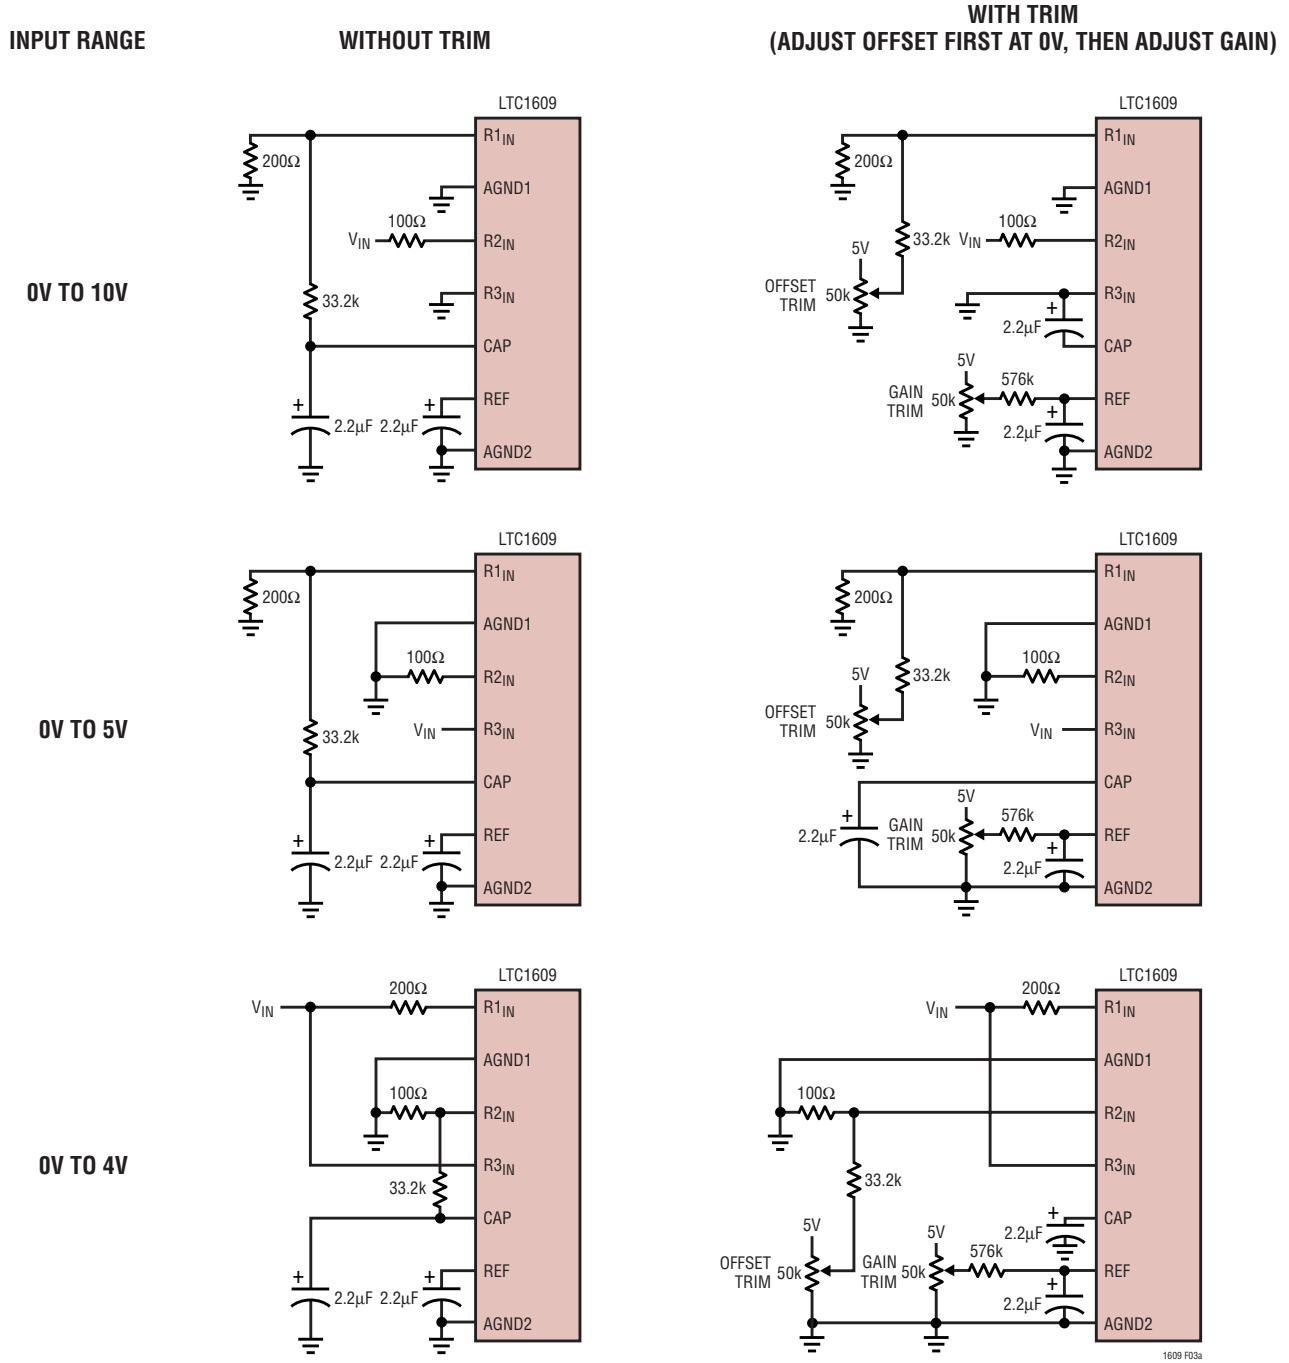 INPUT RANGE
WITHOUT TRIM
WITH TRIM
(ADJUST OFFSET FIRST AT 0V, THEN ADJUST GAIN)
0V TO 10V
LTC1609
R1IN
200Ω
AGND1
100Ω
VIN
R2IN
33.2k
R3IN
CAP
+
+
REF
2.2µF
2.2µF
AGND2
LTC1609
R1IN
200Ω
AGND1
100Ω
33.2k
VIN
R2IN
5V
OFFSET
TRIM
50k
R3IN
+
2.2µF
CAP
5V
GAIN
TRIM
50k
576k
REF
+
2.2µF
AGND2
0V TO 5V
LTC1609
R1IN
200Ω
AGND1
100Ω
R2IN
VIN
R3IN
33.2k
CAP
+
+
REF
2.2µF
2.2µF
AGND2
LTC1609
R1IN
200Ω
AGND1
100Ω
R2IN
33.2k
5V
OFFSET
TRIM
50k
VIN
R3IN
CAP
+
2.2µF
5V
GAIN
TRIM
50k
576k
REF
+
2.2µF
AGND2
0V TO 4V
LTC1609
VIN
200Ω
R1IN
AGND1
100Ω
R2IN
R3IN
33.2k
CAP
+
+
REF
2.2µF
2.2µF
AGND2
LTC1609
VIN
200Ω
R1IN
AGND1
100Ω
R2IN
R3IN
33.2k
+
2.2µF
CAP
5V
OFFSET
TRIM
50k
5V
GAIN
TRIM
50k
576k
REF
+
2.2µF
AGND2
1609 F03a